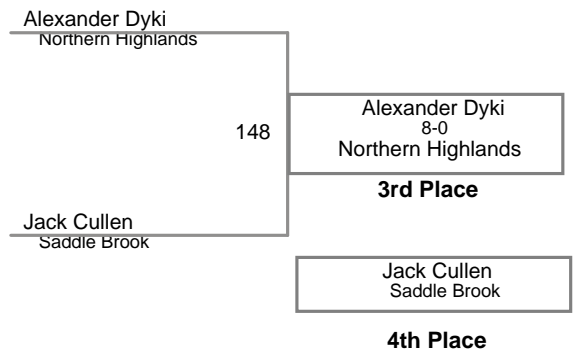 Alexander Dyki
Northern Highlands
148
Alexander Dyki
8-0
Northern Highlands
3rd Place
Jack Cullen
Saddle Brook
Jack Cullen
Saddle Brook
4th Place